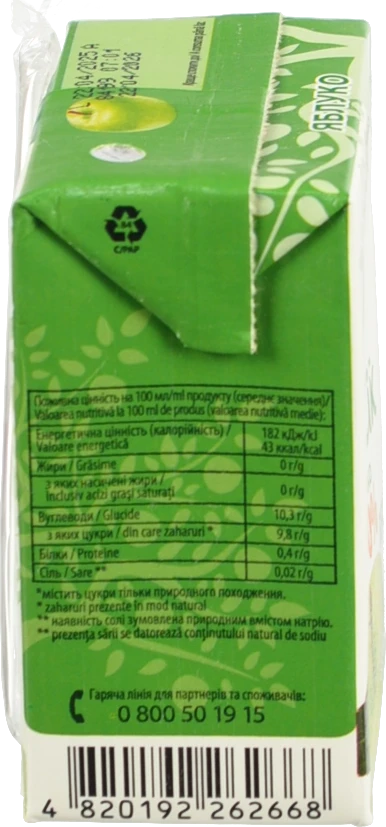 22/04/2025 A
0499 07:01
22/04/2026
ЯБЛУКО
84
C/PAP
Поживна цінність на 100 мл/ml продукту (середнє значення)/
Valoarea nutritivă la 100 ml de produs (valoarea nutritivă medie):
Енергетична цінність (калорійність) / Valoare energetică 182 кДж/kJ 43 ккал/kcal
Жири / Grăsime 0 г/g
з яких насичені жири / inclusiv acizi grași saturați 0 г/g
Вуглеводи / Glucide 10,3 г/g
з яких цукри / din care zaharuri * 9,8 г/g
Білки / Proteine 0,4 г/g
Сіль / Sare ** 0,02 г/g
*містить цукри тільки природного походження.
* zaharuri prezente în mod natural
** наявність солі зумовлена природним вмістом натрію.
** prezența sării se datorează conținutului natural de sodiu
Гаряча лінія для партнерів та споживачів:
0 800 50 19 15
4 820192 262668